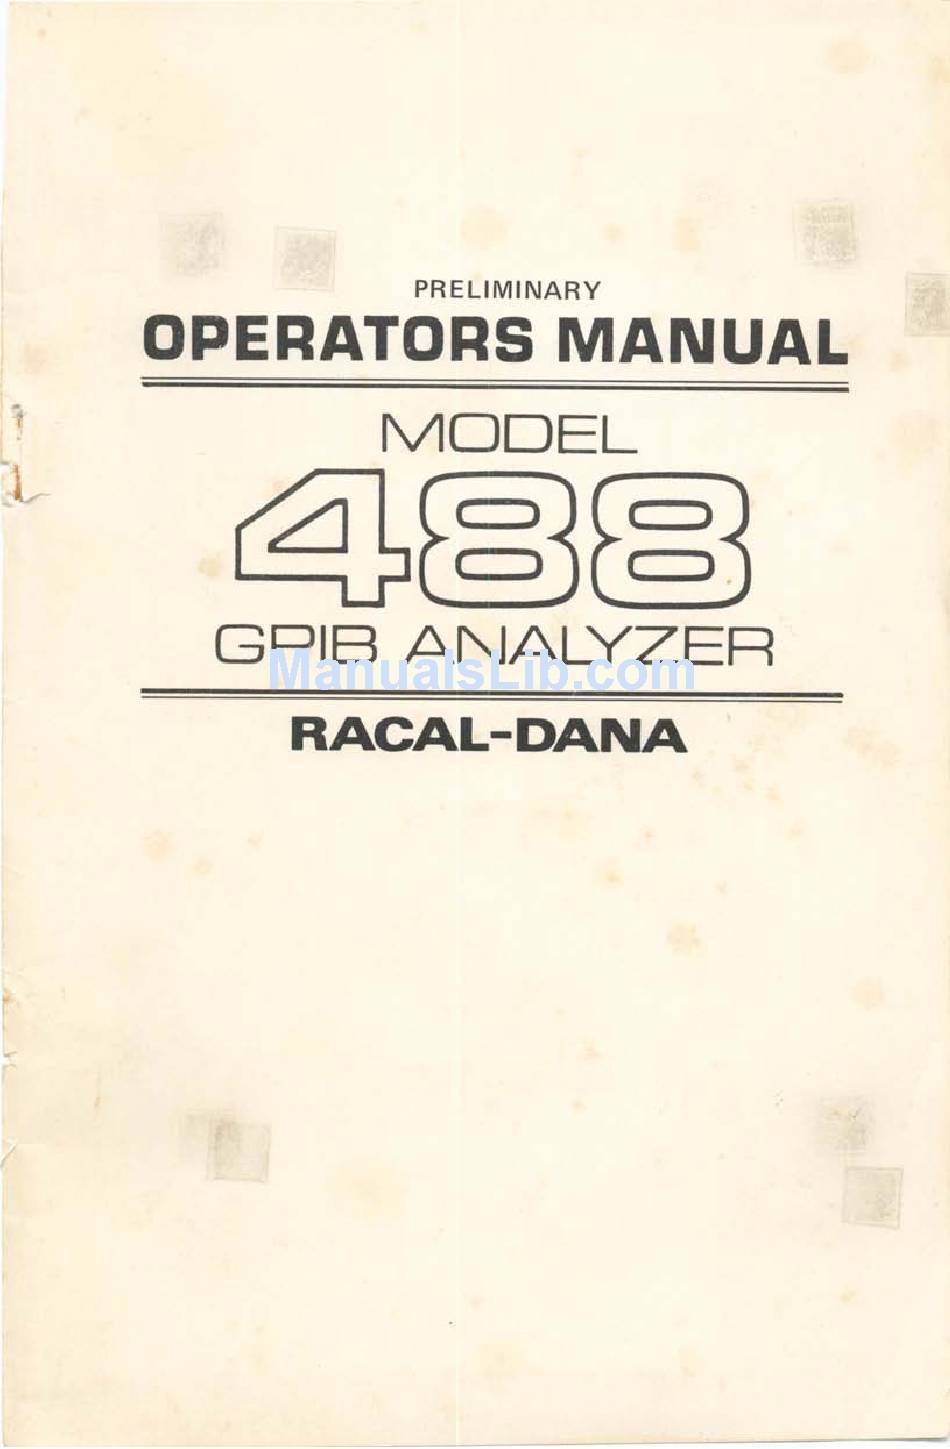 PRELIMINARY
OPERATORS MANUAL
MODEL
488
GPIB ANALYZER
ManualsLib.com
RACAL-DANA